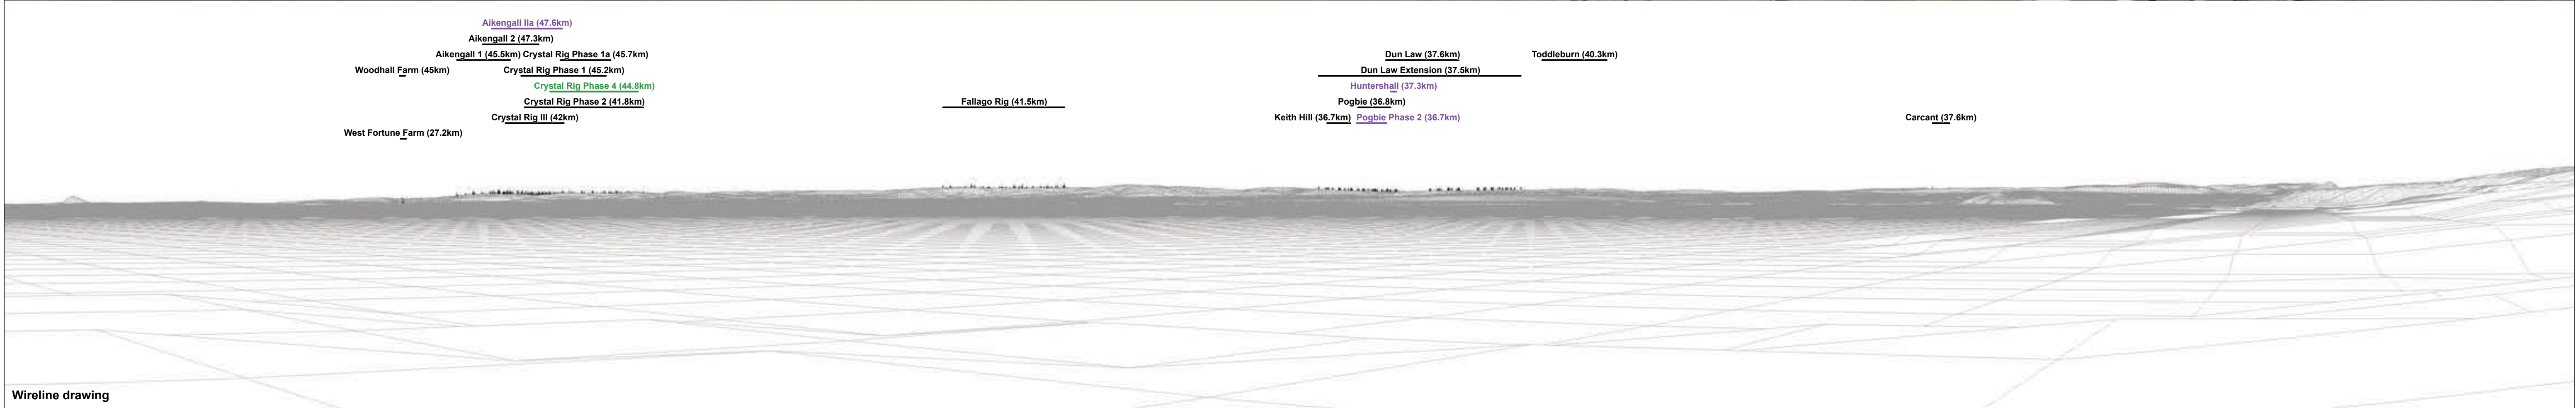 Aikengall IIa (47.6km)
Aikengall 2 (47.3km)
Aikengall 1 (45.5km) Crystal Rig Phase 1a (45.7km)
Dun Law (37.6km)
Toddleburn (40.3km)
Woodhall Farm (45km)
Crystal Rig Phase 1 (45.2km)
Dun Law Extension (37.5km)
Crystal Rig Phase 4 (44.8km)
Huntershall (37.3km)
Crystal Rig Phase 2 (41.8km)
Fallago Rig (41.5km)
Pogbie (36.8km)
Crystal Rig III (42km)
Keith Hill (36.7km) Pogbie Phase 2 (36.7km)
Carcant (37.6km)
West Fortune Farm (27.2km)
Wireline drawing